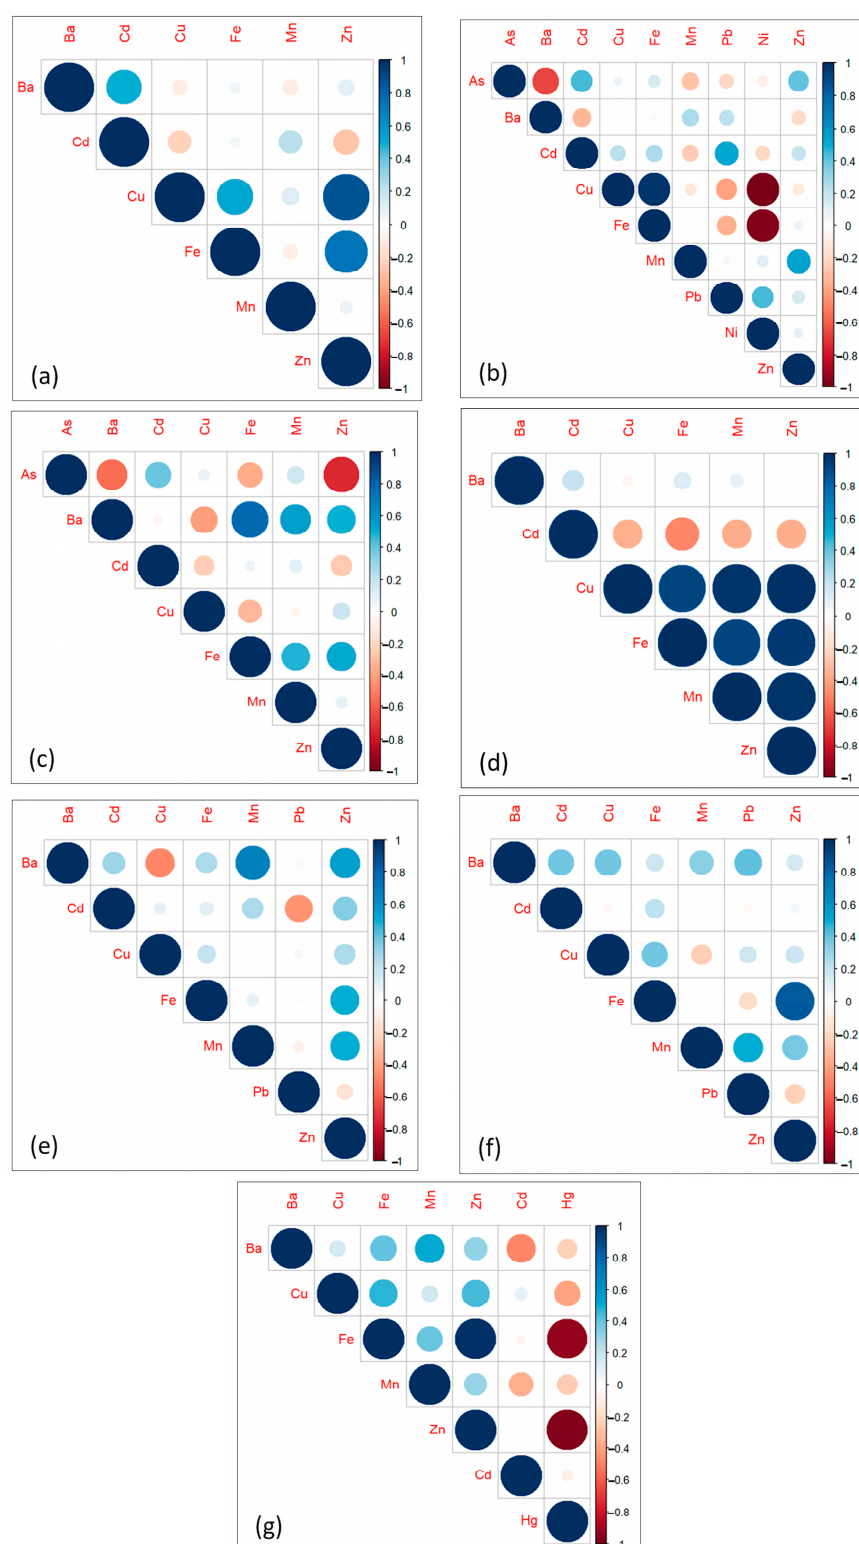 Ba Cd Cu Fe Mn Zn
Ba
Cd
Cu
Fe
Mn
Zn
1
0.8
0.6
0.4
0.2
0
−0.2
−0.4
−0.6
−0.8
−1
(a)
As Ba Cd Cu Fe Mn Pb Ni Zn
As
Ba
Cd
Cu
Fe
Mn
Pb
Ni
Zn
1
0.8
0.6
0.4
0.2
0
−0.2
−0.4
−0.6
−0.8
−1
(b)
As Ba Cd Cu Fe Mn Zn
As
Ba
Cd
Cu
Fe
Mn
Zn
1
0.8
0.6
0.4
0.2
0
−0.2
−0.4
−0.6
−0.8
−1
(c)
Ba Cd Cu Fe Mn Zn
Ba
Cd
Cu
Fe
Mn
Zn
1
0.8
0.6
0.4
0.2
0
−0.2
−0.4
−0.6
−0.8
−1
(d)
Ba Cd Cu Fe Mn Pb Zn
Ba
Cd
Cu
Fe
Mn
Pb
Zn
1
0.8
0.6
0.4
0.2
0
−0.2
−0.4
−0.6
−0.8
−1
(e)
Ba Cd Cu Fe Mn Pb Zn
Ba
Cd
Cu
Fe
Mn
Pb
Zn
1
0.8
0.6
0.4
0.2
0
−0.2
−0.4
−0.6
−0.8
−1
(f)
Ba Cu Fe Mn Zn Cd Hg
Ba
Cu
Fe
Mn
Zn
Cd
Hg
1
0.8
0.6
0.4
0.2
0
−0.2
−0.4
−0.6
−0.8
−1
(g)